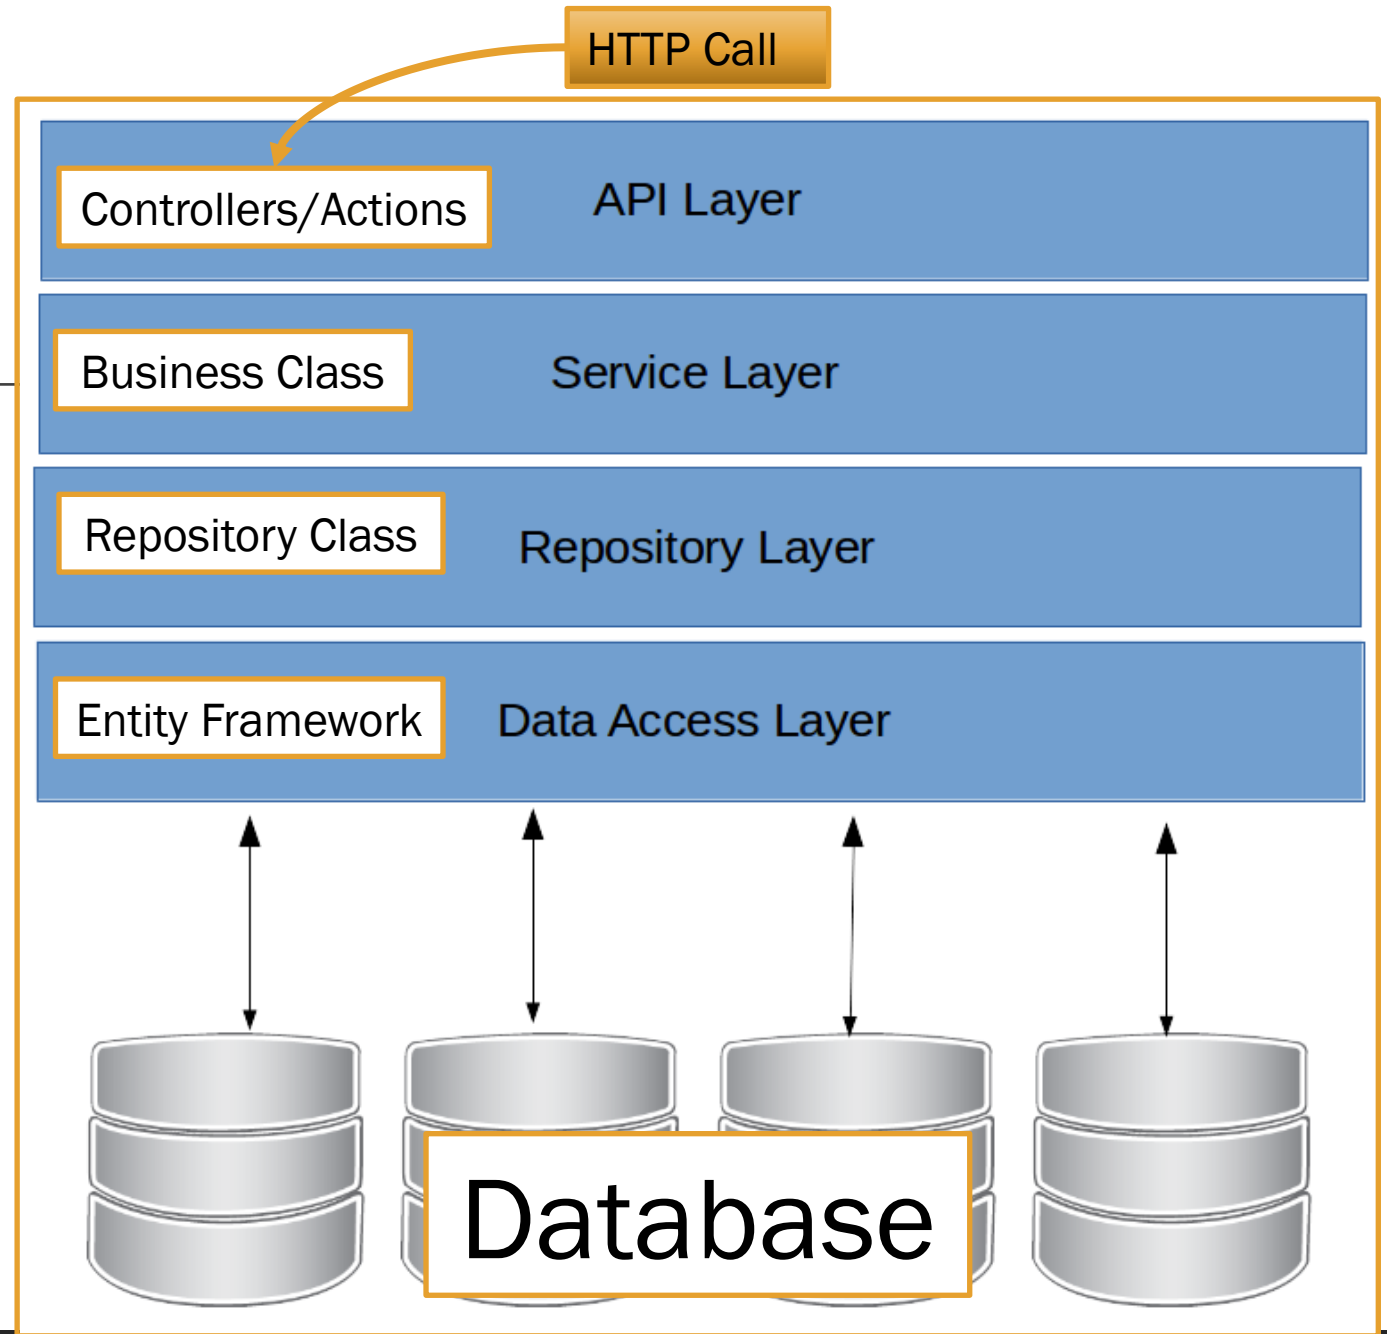 HTTP Call
Controllers/Actions
API Layer
Business Class
Service Layer
Repository Class
Repository Layer
Entity Framework
Data Access Layer
Database